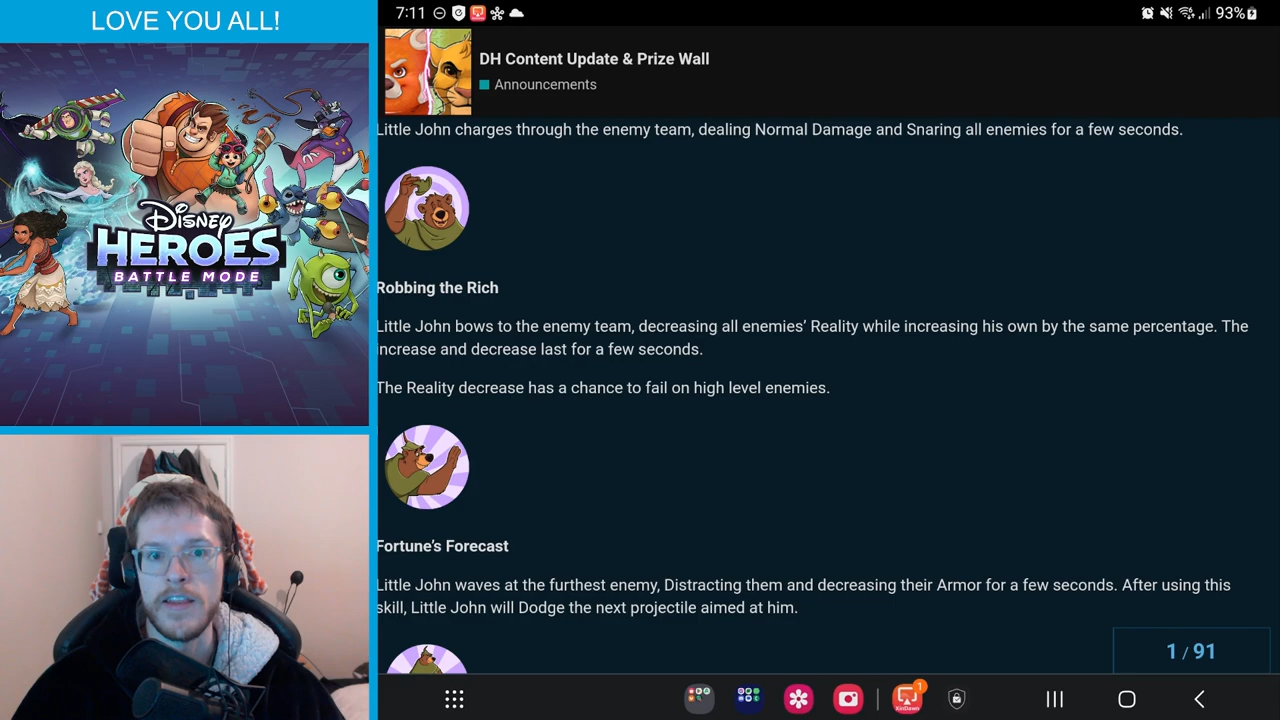 LOVE YOU ALL!
Disney
HEROES
BATTLE MODE
7:11
93%
DH Content Update & Prize Wall
Announcements
Little John charges through the enemy team, dealing Normal Damage and Snaring all enemies for a few seconds.
Robbing the Rich
Little John bows to the enemy team, decreasing all enemies’ Reality while increasing his own by the same percentage. The
increase and decrease last for a few seconds.
The Reality decrease has a chance to fail on high level enemies.
Fortune’s Forecast
Little John waves at the furthest enemy, Distracting them and decreasing their Armor for a few seconds. After using this
skill, Little John will Dodge the next projectile aimed at him.
1 / 91
1